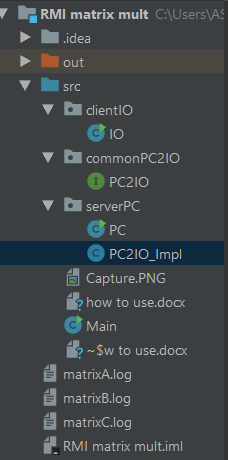 RMI matrix mult C:\Users\AS
.idea
out
src
clientIO
IO
commonPC2IO
PC2IO
serverPC
PC
PC2IO_Impl
Capture.PNG
how to use.docx
Main
~$w to use.docx
matrixA.log
matrixB.log
matrixC.log
RMI matrix mult.iml